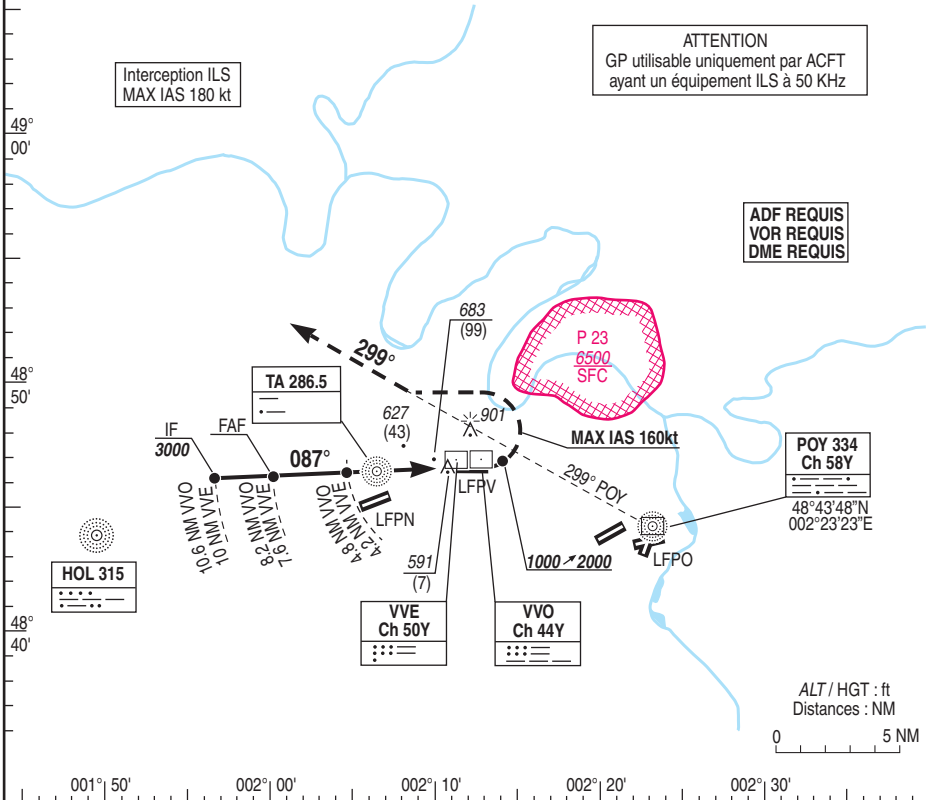 Interception ILS
MAX IAS 180 kt
ATTENTION
GP utilisable uniquement par ACFT
ayant un équipement ILS à 50 KHz
49°
00'
ADF REQUIS
VOR REQUIS
DME REQUIS
683
(99)
P 23
6500
SFC
299°
48°
50'
TA 286.5
627
(43)
901
MAX IAS 160kt
IF
3000
FAF
087°
POY 334
Ch 58Y
48°43'48"N
002°23'23"E
299° POY
LFPV
LFPN
LFPO
10.6 NM VVO
10 NM VVE
8.2 NM VVO
7.6 NM VVE
4.8 NM VVO
4.2 NM VVE
HOL 315
591
(7)
1000 ➚ 2000
VVE
Ch 50Y
VVO
Ch 44Y
48°
40'
ALT / HGT : ft
Distances : NM
0 5 NM
001° 50' 002° 00' 002° 10' 002° 20' 002° 30'